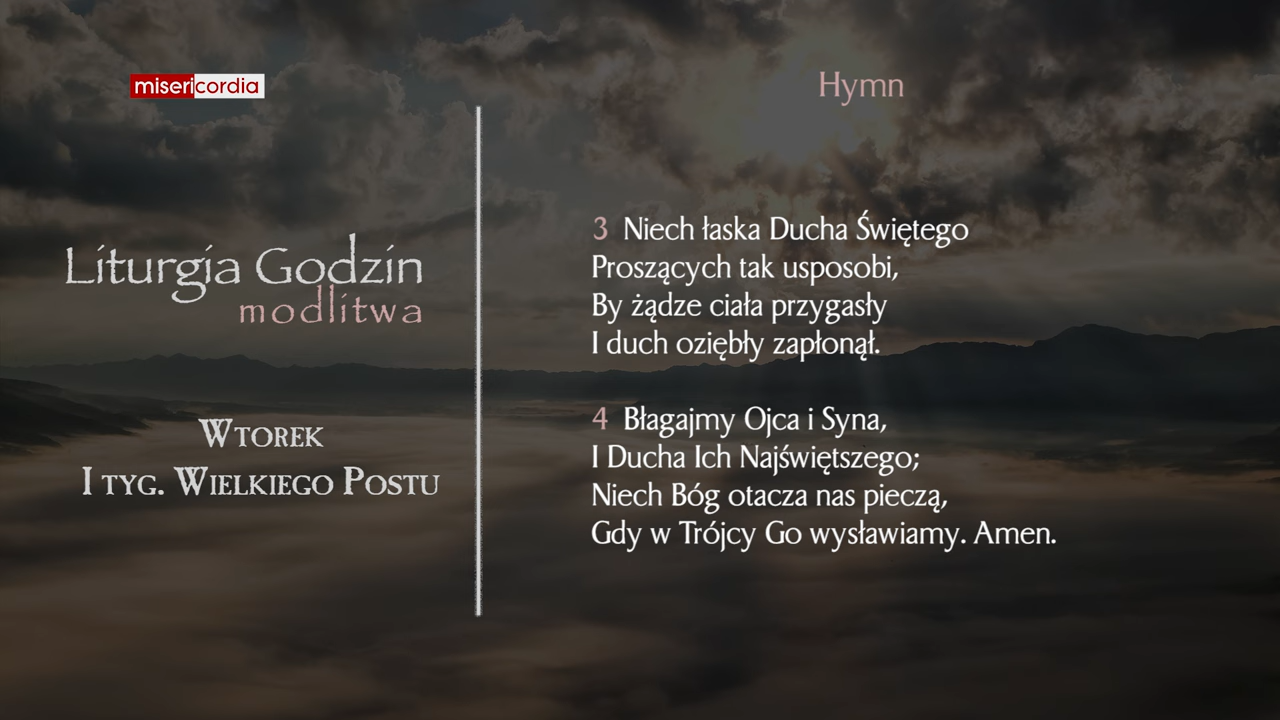 misericordia
Liturgia Godzin
modlitwa
Wtorek
I tyg. Wielkiego Postu
Hymn
3 Niech łaska Ducha Świętego
Proszących tak usposobi,
By żądze ciała przygasły
I duch oziębły zapłonął.
4 Błagajmy Ojca i Syna,
I Ducha Ich Najświętszego;
Niech Bóg otacza nas pieczą,
Gdy w Trójcy Go wysławiamy. Amen.